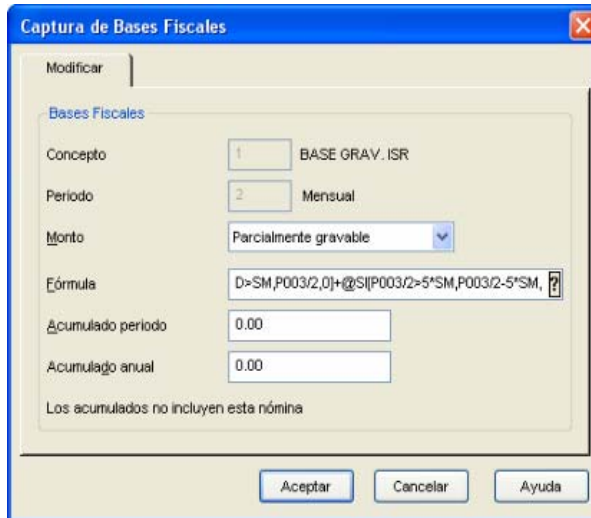 Captura de Bases Fiscales
Modificar
Bases Fiscales
Concepto 1 BASE GRAV. ISR
Periodo 2 Mensual
Monto Parcialmente gravable
Fórmula D>SM,P003/2,0]+@SI[P003/2>5*SM,P003/2-5*SM, ?
Acumulado periodo 0.00
Acumulado anual 0.00
Los acumulados no incluyen esta nómina
Aceptar Cancelar Ayuda